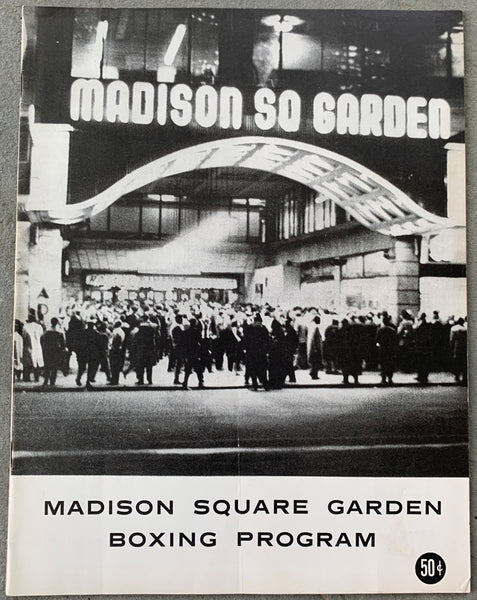 MADISON SQ GARDEN
MADISON SQUARE GARDEN
BOXING PROGRAM
50¢